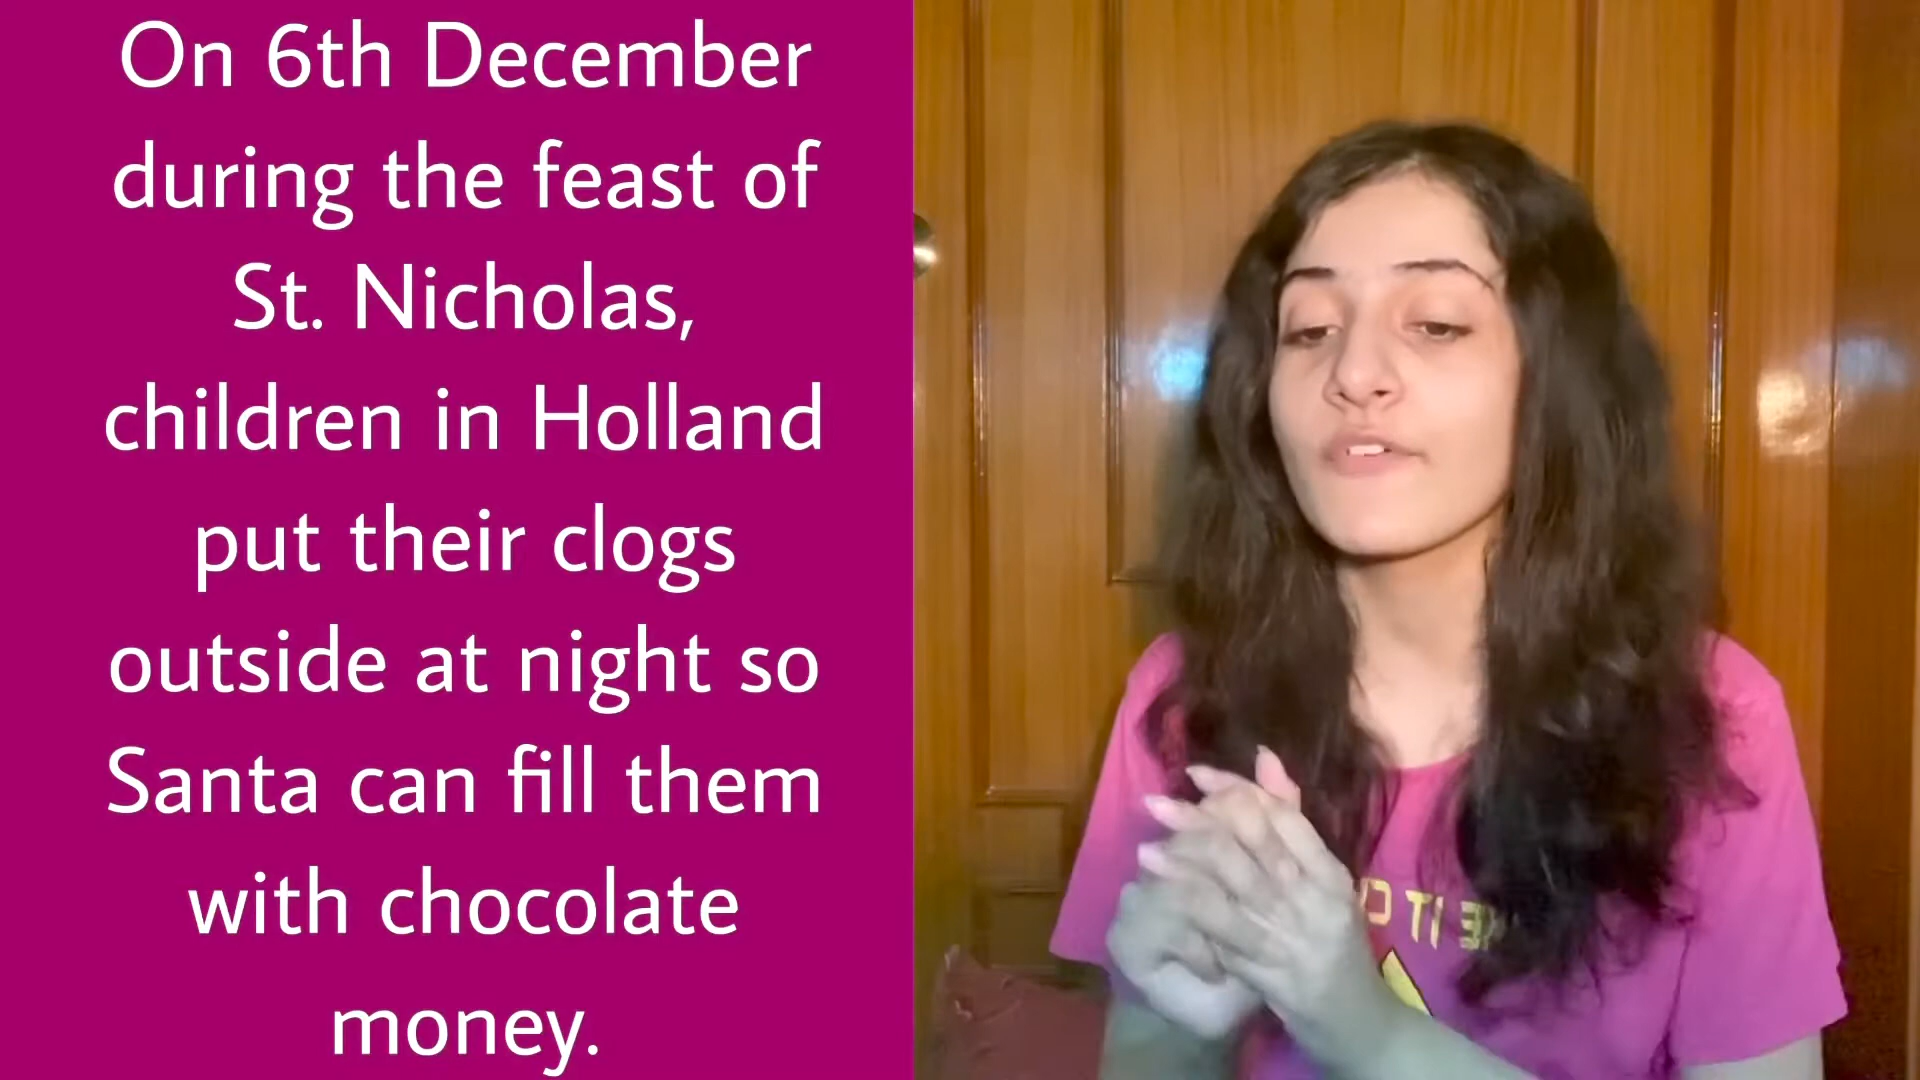 On 6th December
during the feast of
St. Nicholas,
children in Holland
put their clogs
outside at night so
Santa can fill them
with chocolate
money.